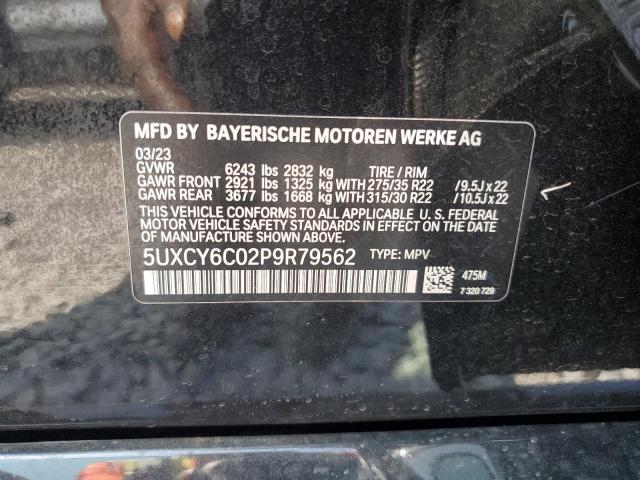 MFD BY BAYERISCHE MOTOREN WERKE AG
03/23
GVWR 6243 lbs 2832 kg TIRE / RIM
GAWR FRONT 2921 lbs 1325 kg WITH 275/35 R22 /9.5J x 22
GAWR REAR 3677 lbs 1668 kg WITH 315/30 R22 /10.5J x 22
THIS VEHICLE CONFORMS TO ALL APPLICABLE U. S. FEDERAL
MOTOR VEHICLE SAFETY STANDARDS IN EFFECT ON THE DATE
OF MANUFACTURE SHOWN ABOVE.
5UXCY6C02P9R79562 TYPE: MPV
475M
7 320 729